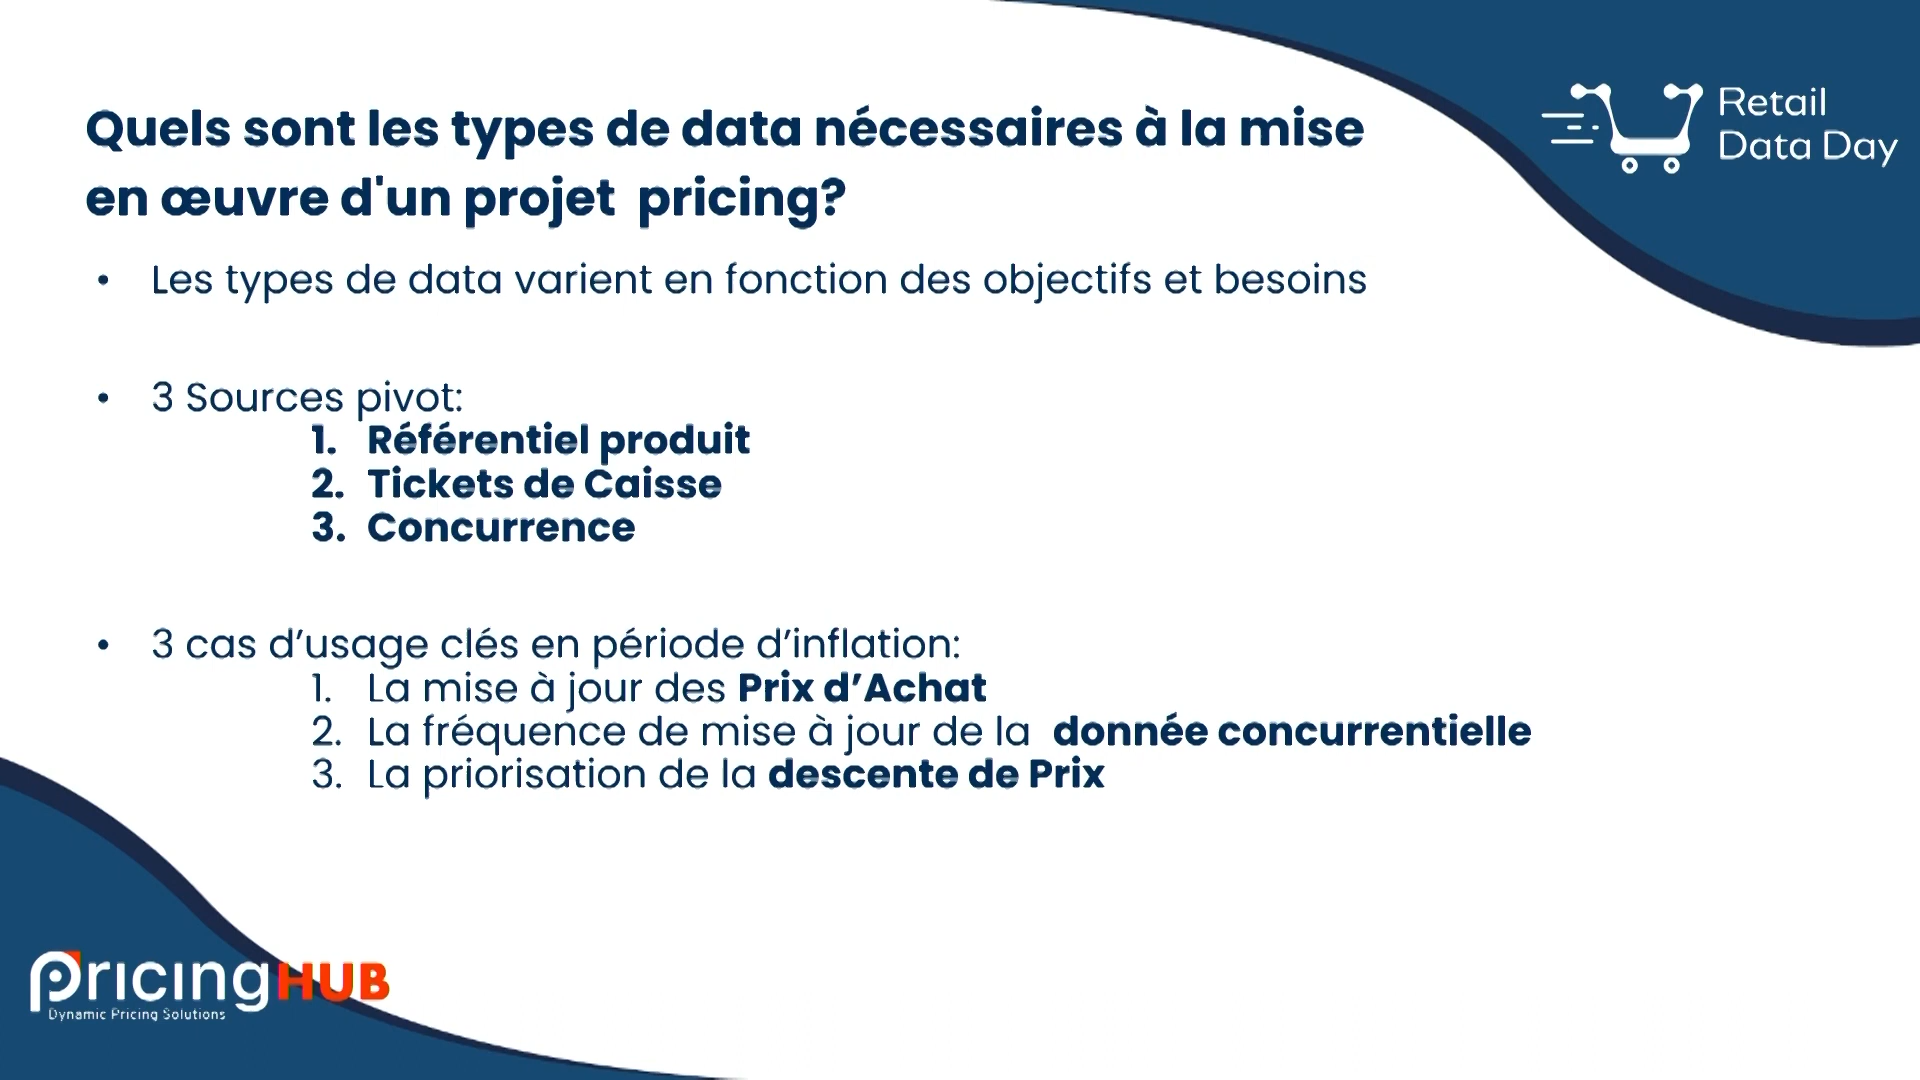 Retail
Data Day
Quels sont les types de data nécessaires à la mise
en œuvre d'un projet  pricing?
• Les types de data varient en fonction des objectifs et besoins
• 3 Sources pivot:
1. Référentiel produit
2. Tickets de Caisse
3. Concurrence
• 3 cas d’usage clés en période d’inflation:
1. La mise à jour des Prix d’Achat
2. La fréquence de mise à jour de la  donnée concurrentielle
3. La priorisation de la descente de Prix
pricingHUB
Dynamic Pricing Solutions